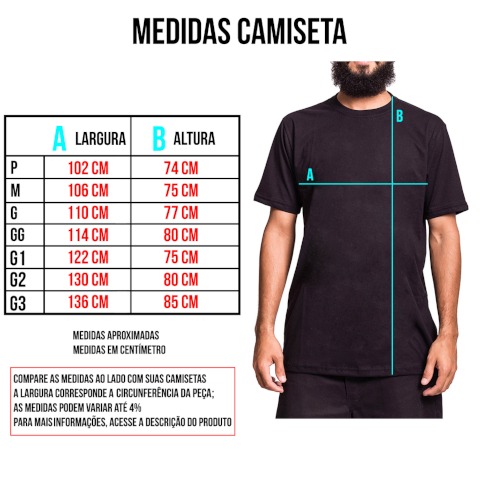 MEDIDAS CAMISETA
A LARGURA B ALTURA
P 102 CM 74 CM
M 106 CM 75 CM
G 110 CM 77 CM
GG 114 CM 80 CM
G1 122 CM 75 CM
G2 130 CM 80 CM
G3 136 CM 85 CM
MEDIDAS APROXIMADAS
MEDIDAS EM CENTÍMETRO
COMPARE AS MEDIDAS AO LADO COM SUAS CAMISETAS
A LARGURA CORRESPONDE A CIRCUNFERÊNCIA DA PEÇA;
AS MEDIDAS PODEM VARIAR ATÉ 4%
PARA MAIS INFORMAÇÕES, ACESSE A DESCRIÇÃO DO PRODUTO
B
A